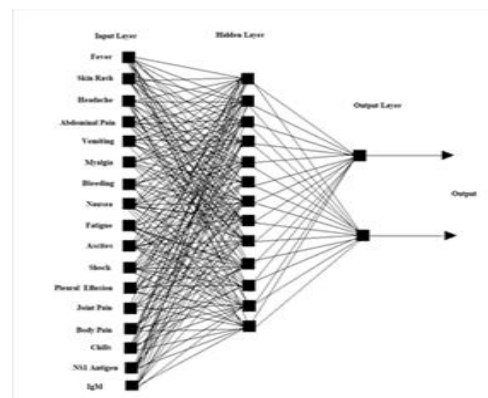 Input Layer
Hidden Layer
Output Layer
Output
Fever
Skin Rash
Headache
Abdominal Pain
Vomiting
Myalgia
Bleeding
Nausea
Fatigue
Ascites
Shock
Pleural Effusion
Joint Pain
Body Pain
Chills
NS1 Antigen
IgM